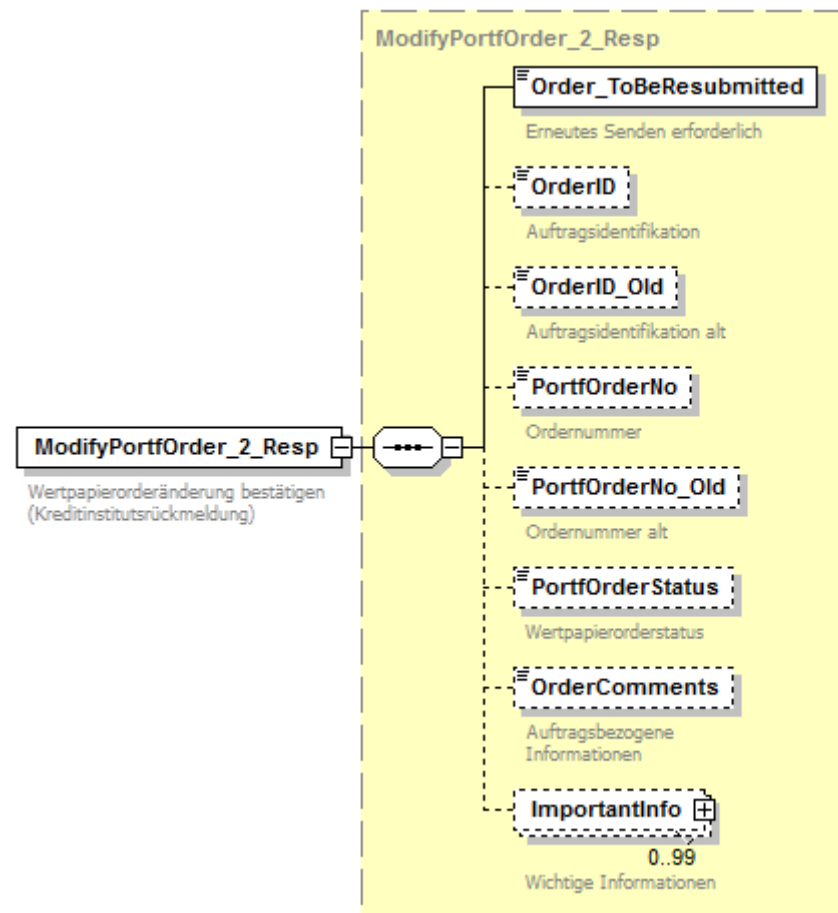 ModifyPortfOrder_2_Resp
Order_ToBeResubmitted
Erneutes Senden erforderlich
OrderID
Auftragsidentifikation
OrderID_Old
Auftragsidentifikation alt
PortfOrderNo
Ordernummer
ModifyPortfOrder_2_Resp
Wertpapierorderänderung bestätigen
(Kreditinstitutsrückmeldung)
PortfOrderNo_Old
Ordernummer alt
PortfOrderStatus
Wertpapierorderstatus
OrderComments
Auftragsbezogene
Informationen
ImportantInfo
0..99
Wichtige Informationen